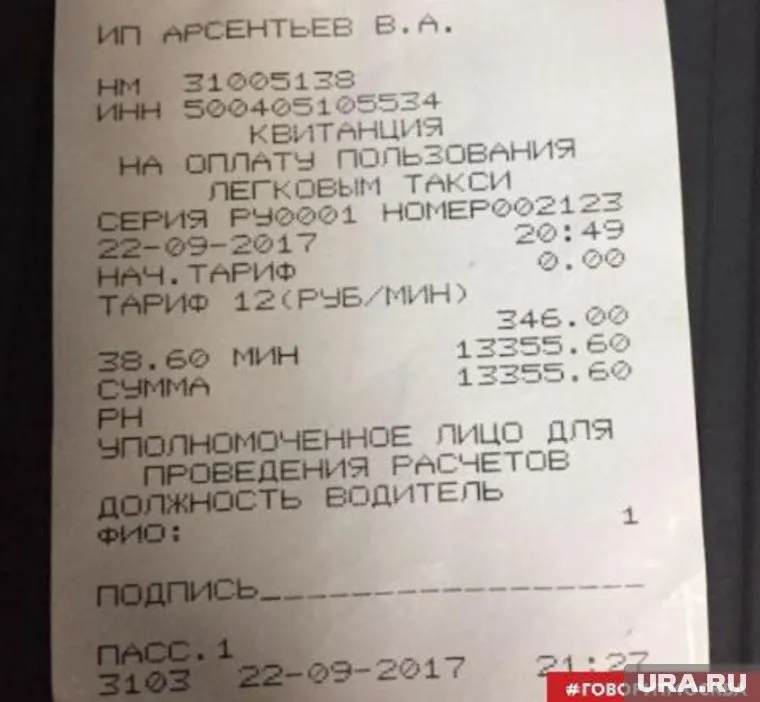 ИП АРСЕНТЬЕВ В.А.
НМ 31005138
ИНН 500405105534
КВИТАНЦИЯ
НА ОПЛАТУ ПОЛЬЗОВАНИЯ
ЛЕГКОВЫМ ТАКСИ
СЕРИЯ РУ0001 НОМЕР002123
22-09-2017 20:49
НАЧ.ТАРИФ 0.00
ТАРИФ 12(РУБ/МИН)
346.00
38.60 МИН 13355.60
СУММА 13355.60
РН
УПОЛНОМОЧЕННОЕ ЛИЦО ДЛЯ
ПРОВЕДЕНИЯ РАСЧЕТОВ
ДОЛЖНОСТЬ ВОДИТЕЛЬ
ФИО: 1
ПОДПИСЬ__________________
ПАСС.1
3103 22-09-2017 21:27
#ГОВОРИТМОСКВА
URA.RU